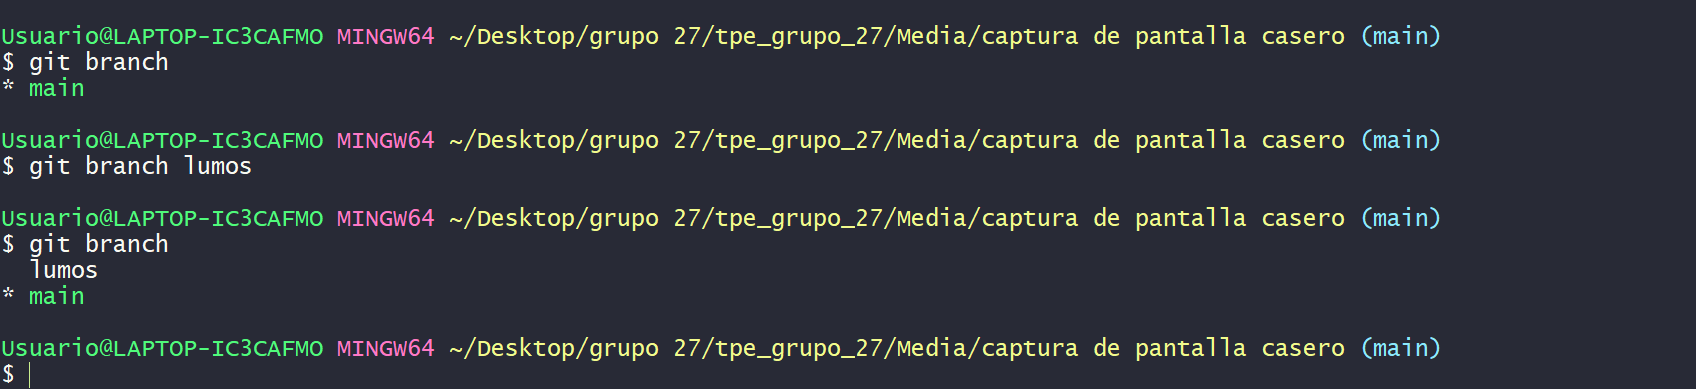 Usuario@LAPTOP-IC3CAFMO MINGW64 ~/Desktop/grupo 27/tpe_grupo_27/Media/captura de pantalla casero (main)
$ git branch
* main
Usuario@LAPTOP-IC3CAFMO MINGW64 ~/Desktop/grupo 27/tpe_grupo_27/Media/captura de pantalla casero (main)
$ git branch lumos
Usuario@LAPTOP-IC3CAFMO MINGW64 ~/Desktop/grupo 27/tpe_grupo_27/Media/captura de pantalla casero (main)
$ git branch
  lumos
* main
Usuario@LAPTOP-IC3CAFMO MINGW64 ~/Desktop/grupo 27/tpe_grupo_27/Media/captura de pantalla casero (main)
$